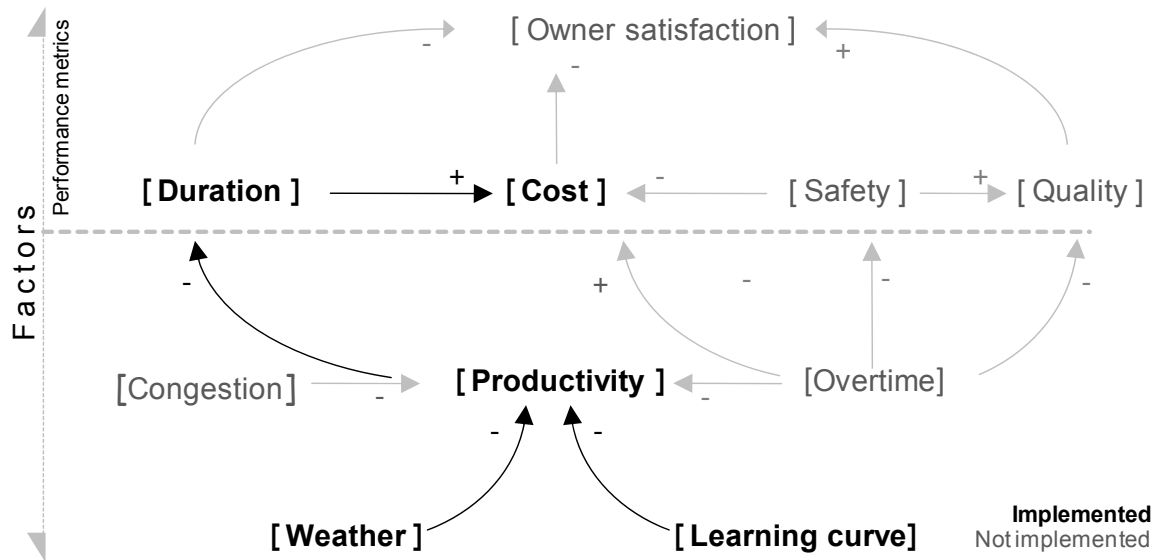 Factors
Performance metrics
[ Owner satisfaction ]
- - +
[ Duration ] + [ Cost ] - [ Safety ] + [ Quality ]
- + - - -
[Congestion] - [ Productivity ] - [Overtime]
- -
[ Weather ] [ Learning curve]
Implemented
Not implemented